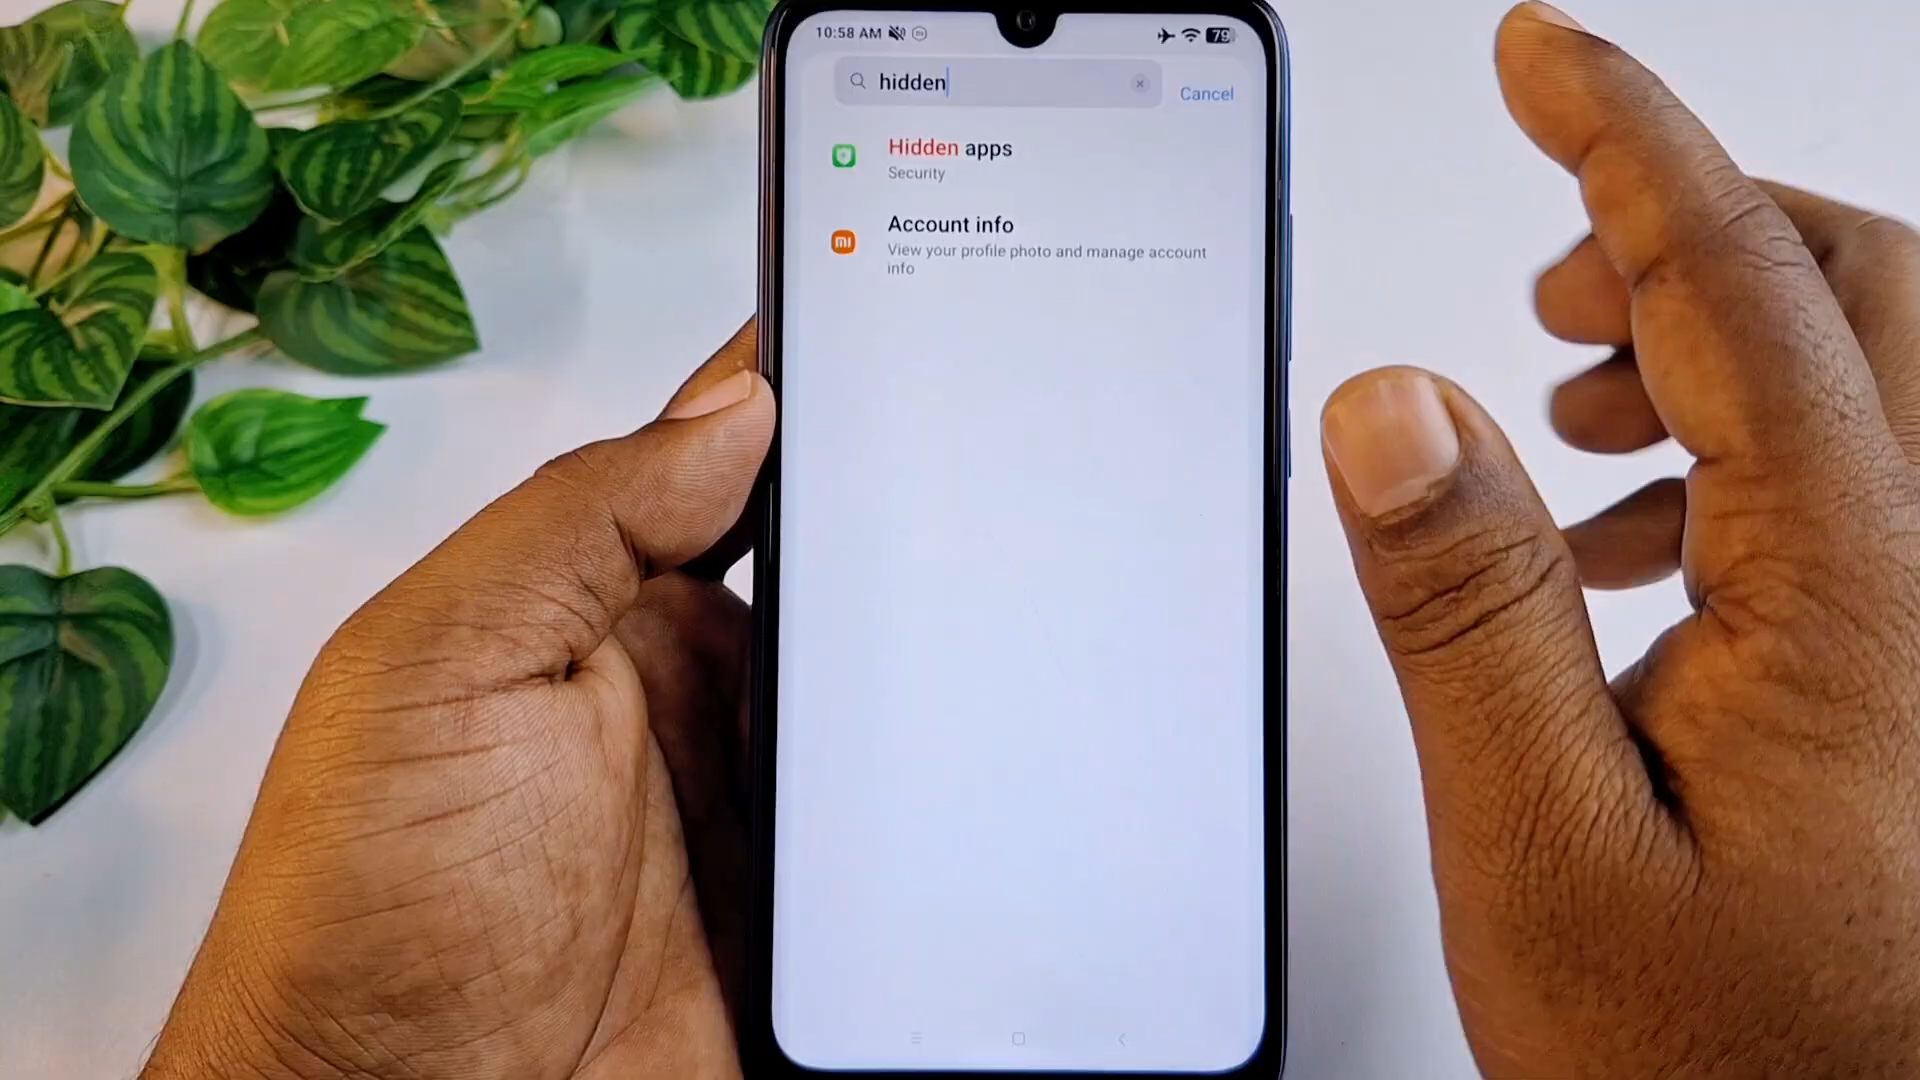 10:58 AM
79
hidden
Cancel
Hidden apps
Security
mi
Account info
View your profile photo and manage account
info